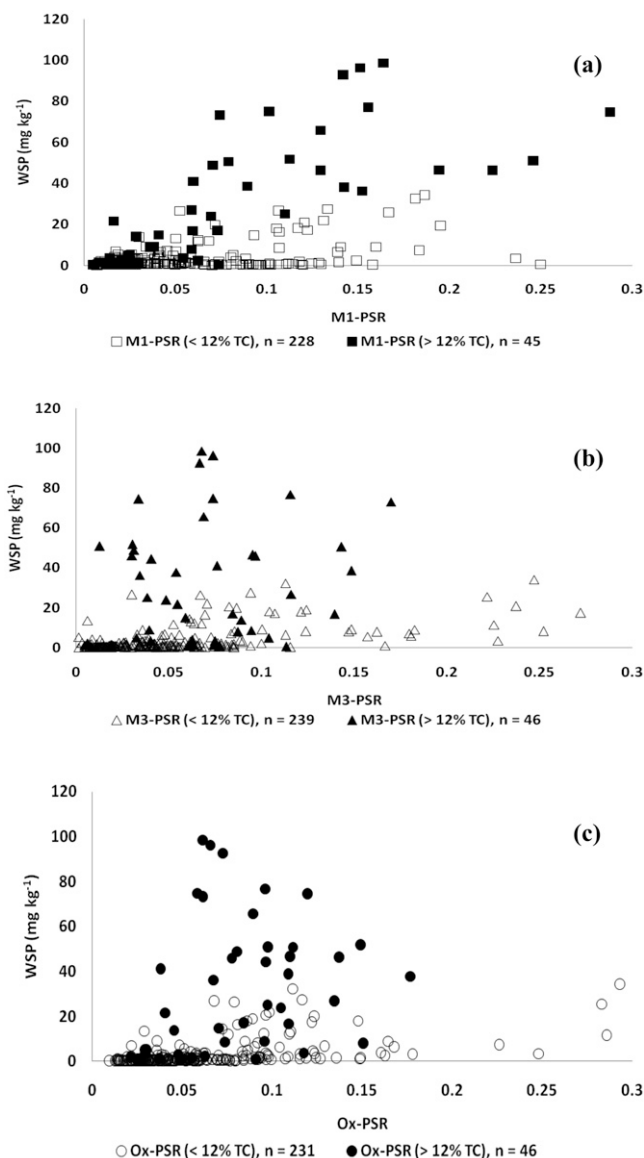 (a)
WSP (mg kg⁻¹)
120
100
80
60
40
20
0
0 0.05 0.1 0.15 0.2 0.25 0.3
M1-PSR
□ M1-PSR (< 12% TC), n = 228 ■ M1-PSR (> 12% TC), n = 45
(b)
WSP (mg kg⁻¹)
120
100
80
60
40
20
0
0 0.05 0.1 0.15 0.2 0.25 0.3
M3-PSR
△ M3-PSR (< 12% TC), n = 239 ▲ M3-PSR (> 12% TC), n = 46
(c)
WSP (mg kg⁻¹)
120
100
80
60
40
20
0
0 0.05 0.1 0.15 0.2 0.25 0.3
Ox-PSR
○ Ox-PSR (< 12% TC), n = 231 ● Ox-PSR (> 12% TC), n = 46